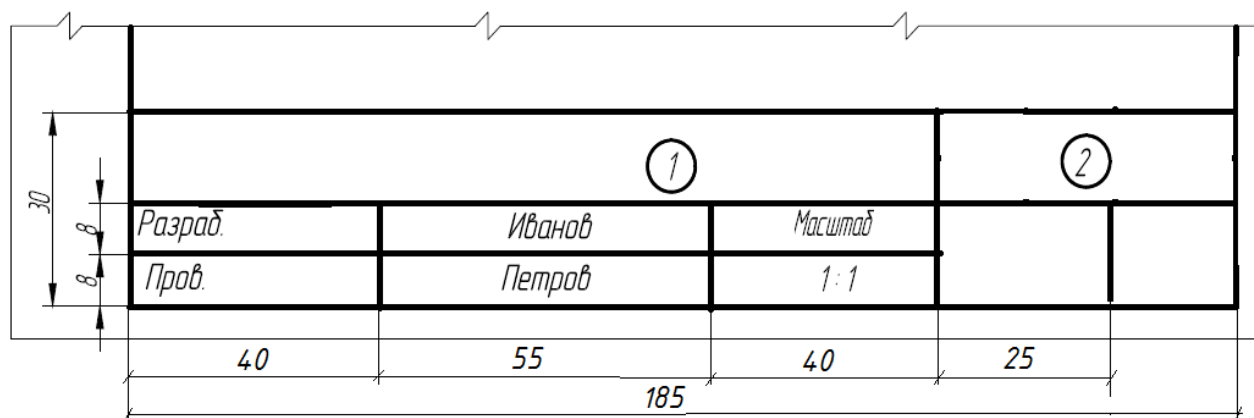 1
2
30
8
Разраб.
Иванов
Масштаб
8
Пров.
Петров
1 : 1
40
55
40
25
185